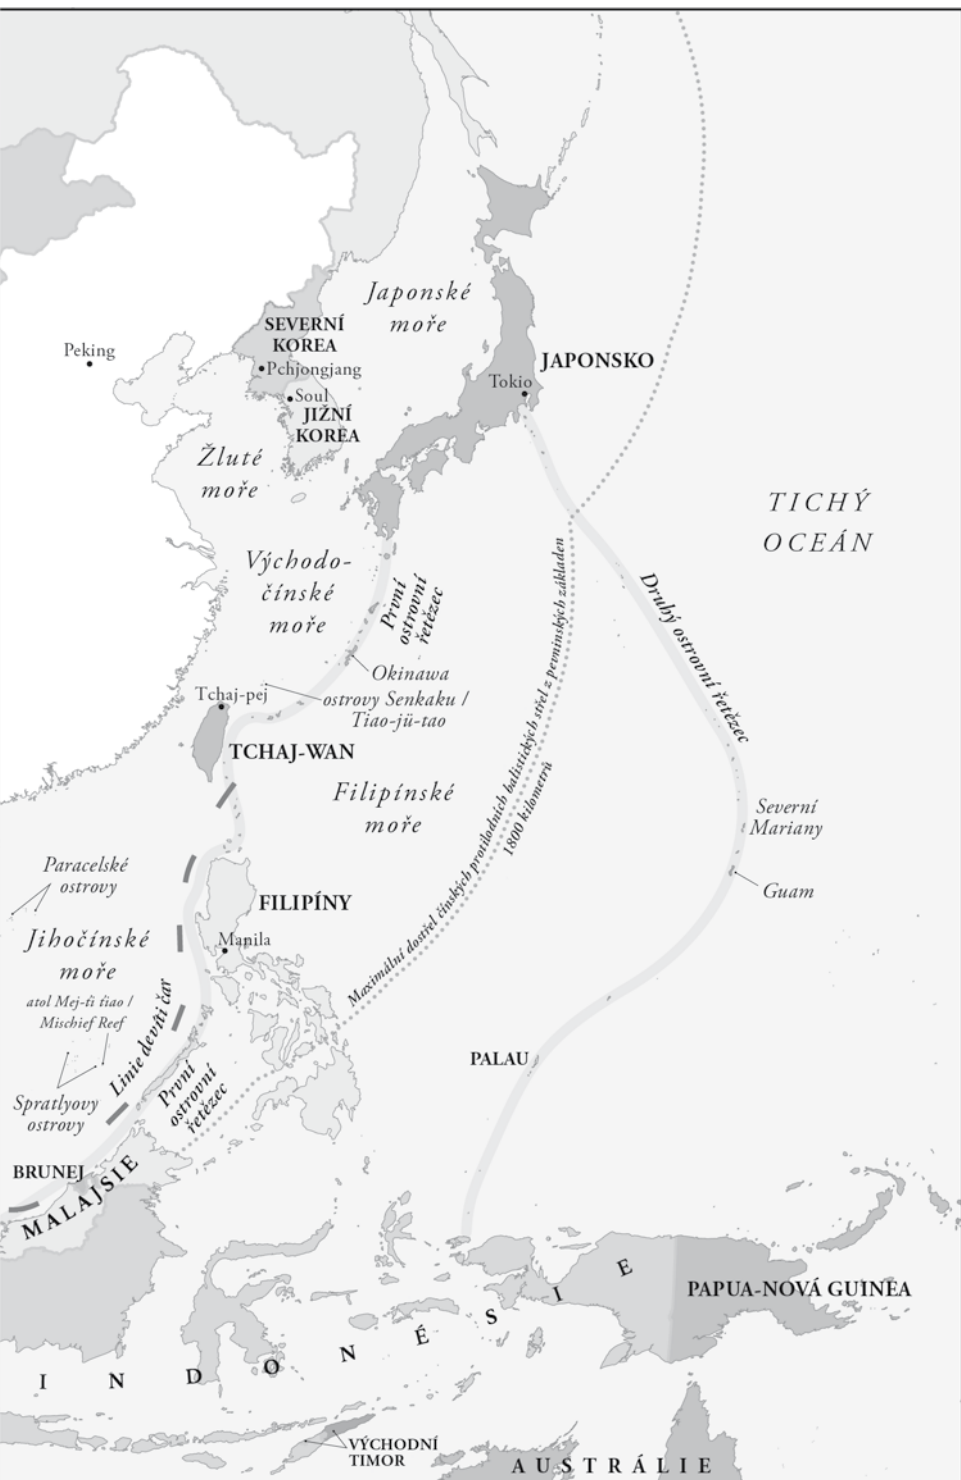 Japonské
moře
SEVERNÍ
KOREA
Peking
Pchjongjang
JAPONSKO
Tokio
Soul
JIŽNÍ
KOREA
Žluté
moře
TICHÝ
OCEÁN
Východo-
čínské
moře
První
ostrovní
řetězec
Druhý ostrovní řetězec
Maximální dostřel čínských protilodních balistických střel z pevninských základen
1800 kilometrů
Okinawa
ostrovy Senkaku /
Tiao-jü-tao
Tchaj-pej
TCHAJ-WAN
Filipínské
moře
Severní
Mariany
Guam
Paracelské
ostrovy
FILIPÍNY
Manila
Jihočínské
moře
atol Mej-ťi ťiao /
Mischief Reef
Linie devíti čar
První
ostrovní
řetězec
PALAU
Spratlyovy
ostrovy
BRUNEJ
MALAJSIE
PAPUA-NOVÁ GUINEA
INDONÉSIE
VÝCHODNÍ
TIMOR
AUSTRÁLIE